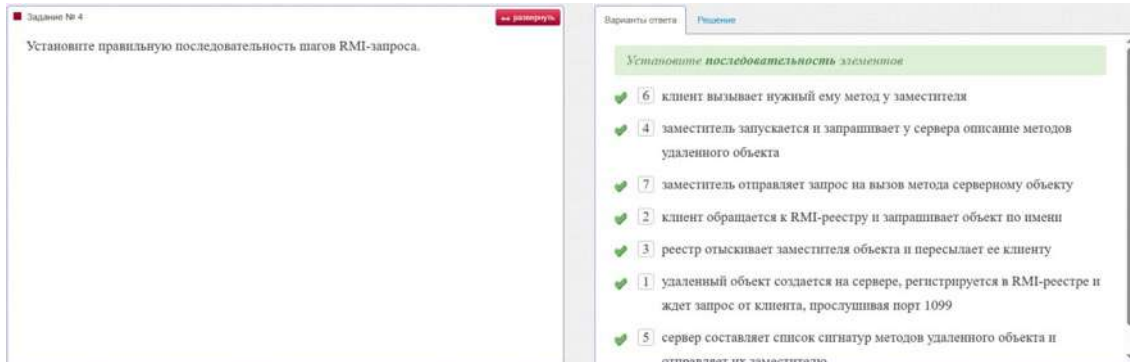 Задание № 4
развернуть
Установите правильную последовательность шагов RMI-запроса.
Варианты ответа
Решение
Установите последовательность элементов
6 клиент вызывает нужный ему метод у заместителя
4 заместитель запускается и запрашивает у сервера описание методов
удаленного объекта
7 заместитель отправляет запрос на вызов метода серверному объекту
2 клиент обращается к RMI-реестру и запрашивает объект по имени
3 реестр отыскивает заместителя объекта и пересылает ее клиенту
1 удаленный объект создается на сервере, регистрируется в RMI-реестре и
ждет запрос от клиента, прослушивая порт 1099
5 сервер составляет список сигнатур методов удаленного объекта и
отправляет их заместителю